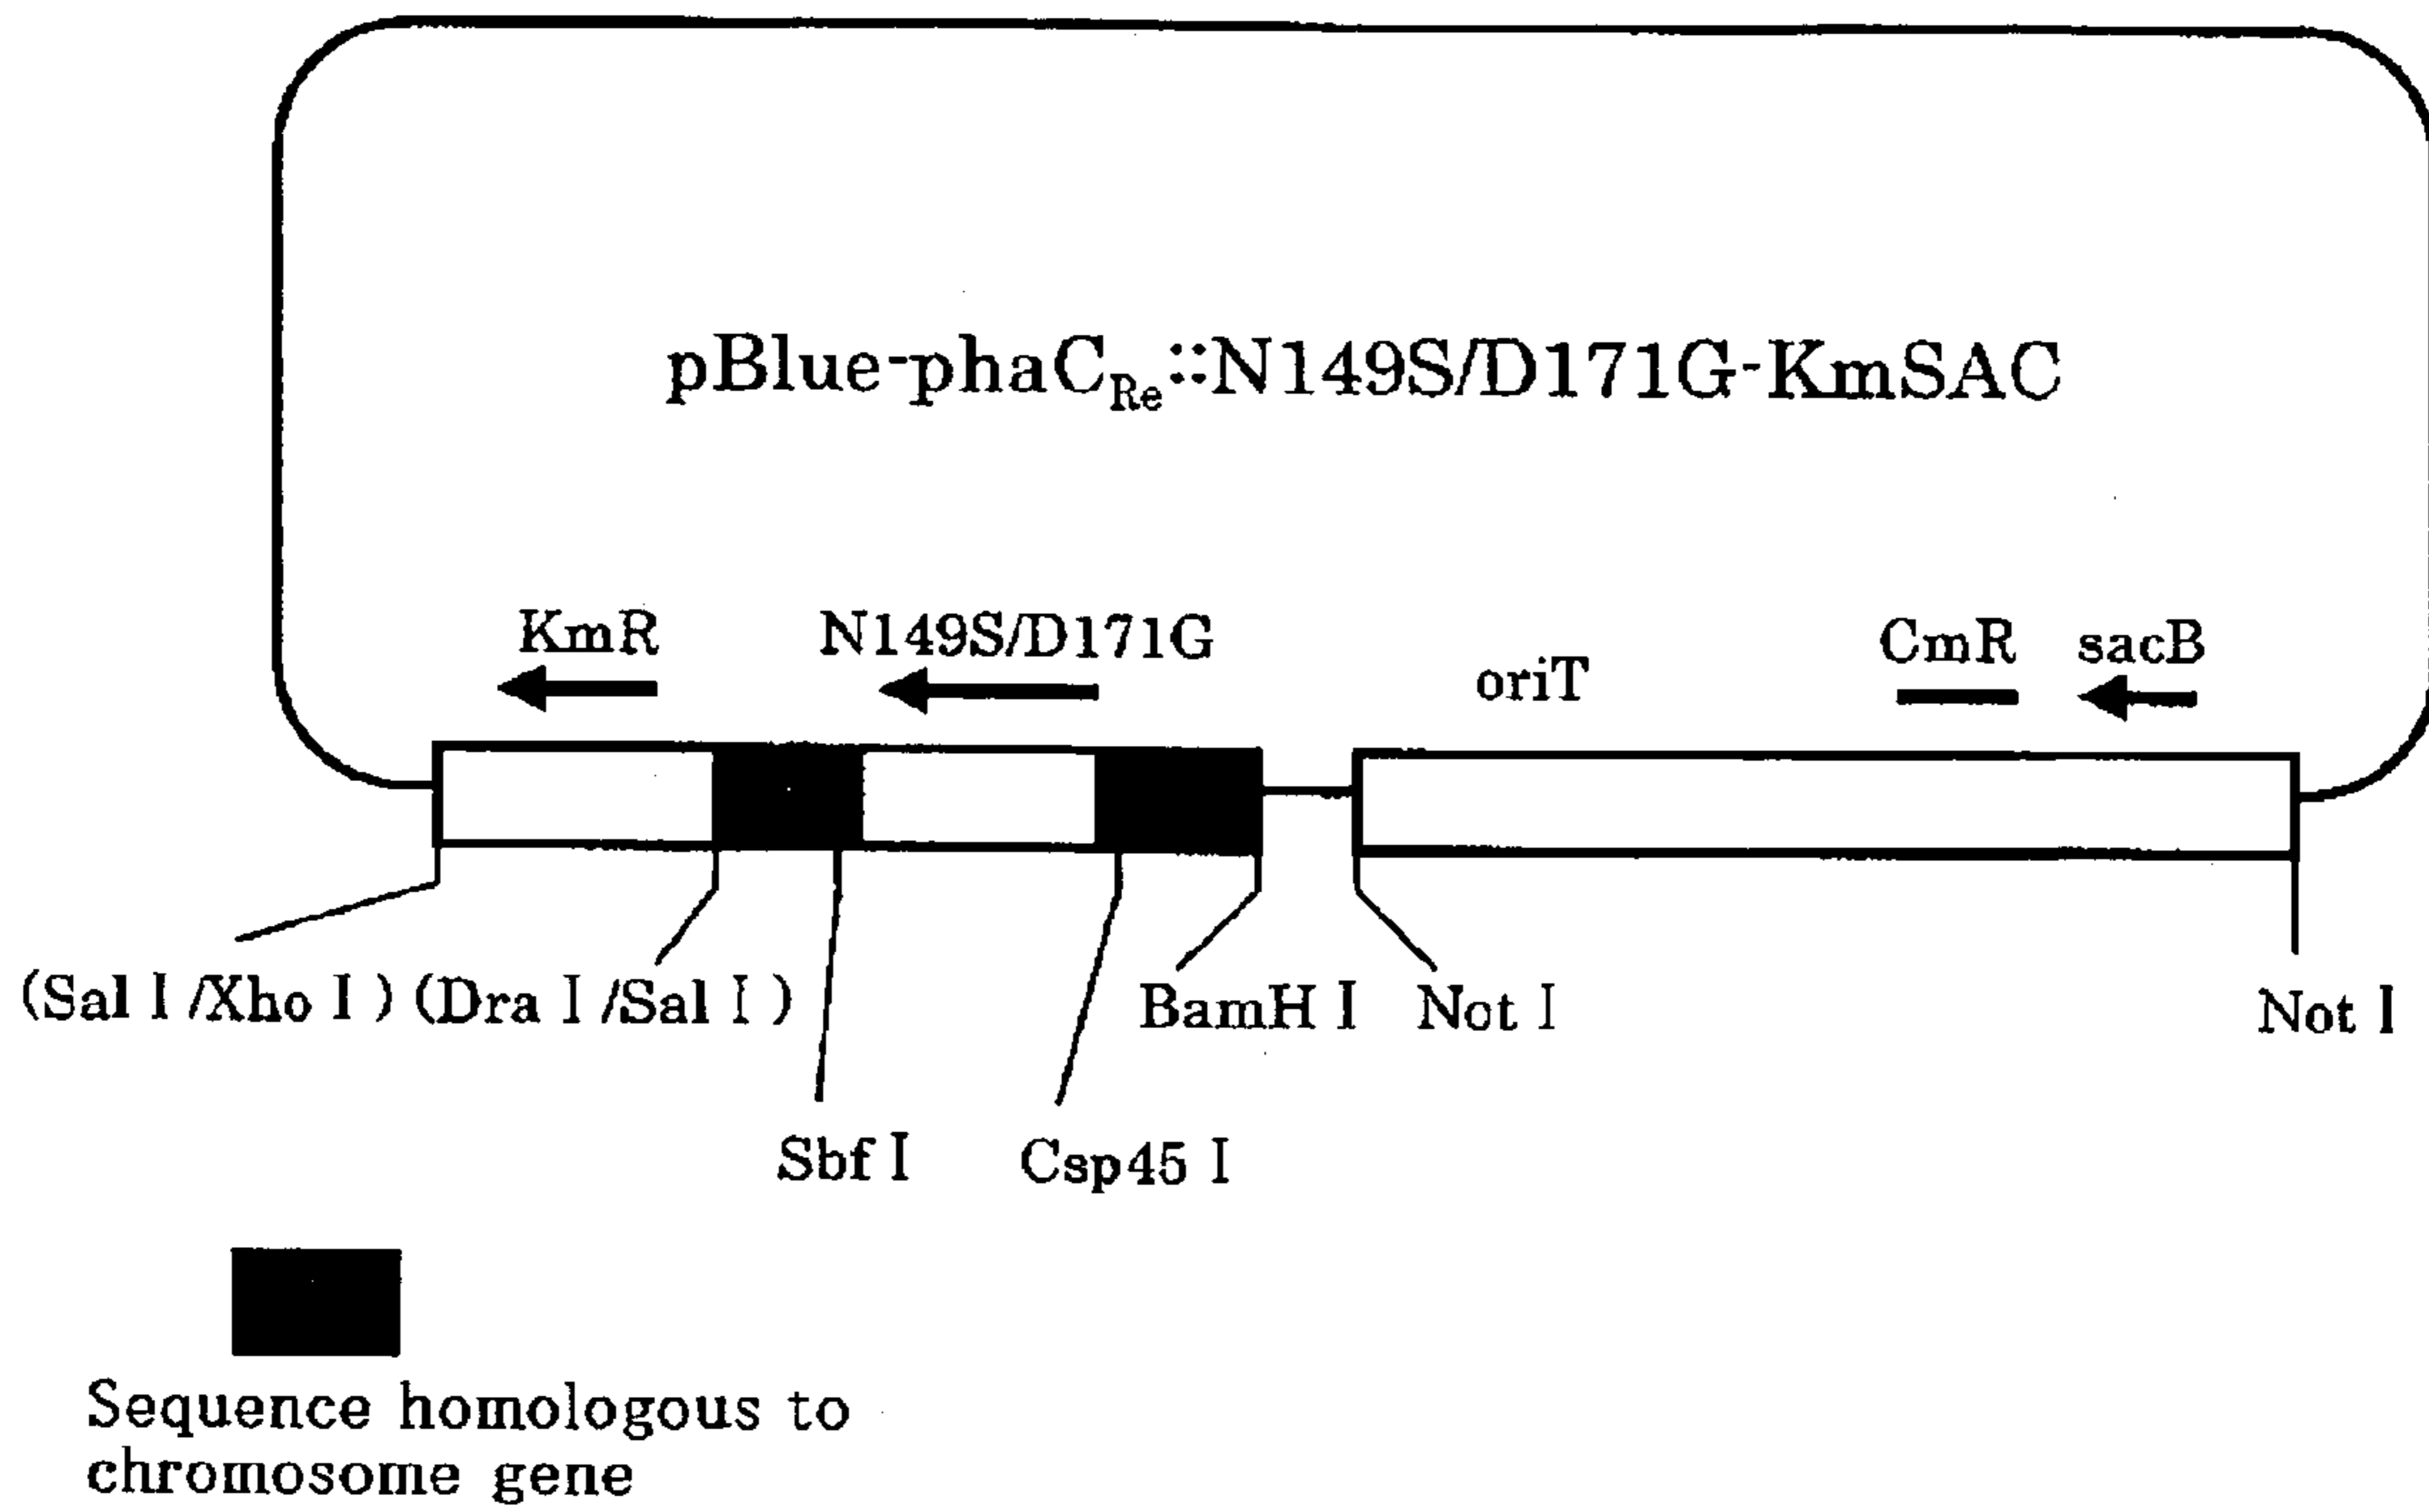 pBlue-phaCRe::N149S/D171G-KmSAC
KmR N149S/D171G oriT CmR sacB
(Sal I/Xho I) (Dra I/Sal I) BamH I Not I Not I
Sbf I Csp45 I
Sequence homologous to
chromosome gene